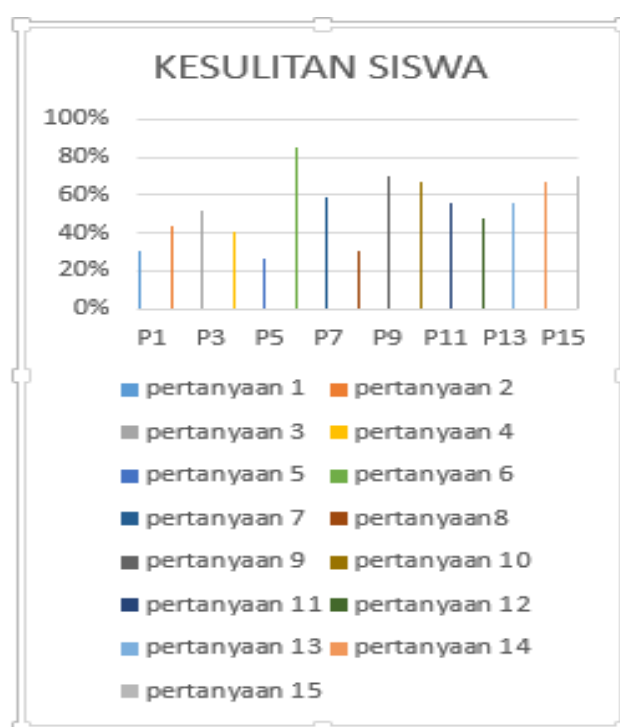 KESULITAN SISWA
100%
80%
60%
40%
20%
0%
P1 P3 P5 P7 P9 P11 P13 P15
pertanyaan 1 pertanyaan 2
pertanyaan 3 pertanyaan 4
pertanyaan 5 pertanyaan 6
pertanyaan 7 pertanyaan8
pertanyaan 9 pertanyaan 10
pertanyaan 11 pertanyaan 12
pertanyaan 13 pertanyaan 14
pertanyaan 15